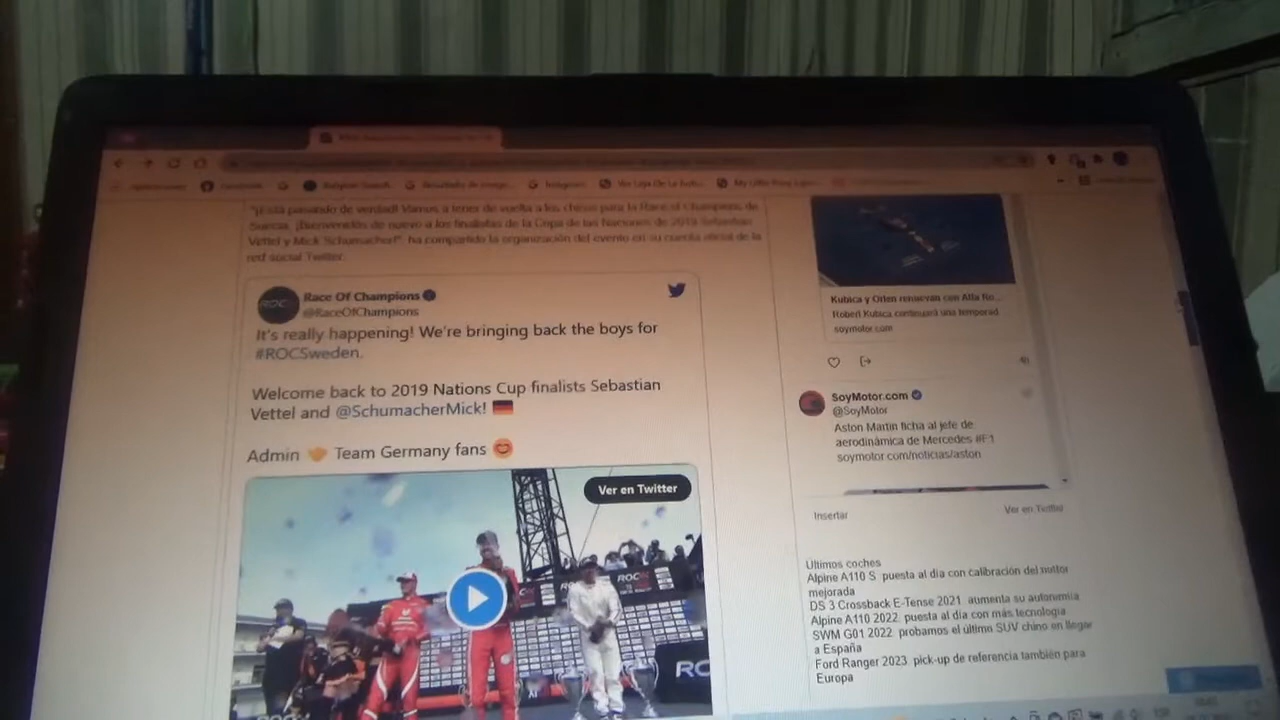 Facebook
Instagram
"¡Está pasando de verdad! Vamos a tener de vuelta a los chicos para la Race of Champions de
Suecia. ¡Bienvenidos de nuevo a los finalistas de la Copa de las Naciones de 2019 Sebastian
Vettel y Mick Schumacher!", ha compartido la organización del evento en su cuenta oficial de la
red social Twitter.
Race Of Champions
@RaceOfChampions
It's really happening! We're bringing back the boys for
#ROCSweden.
Welcome back to 2019 Nations Cup finalists Sebastian
Vettel and @SchumacherMick!
Admin Team Germany fans
Ver en Twitter
ROC
ROC
Kubica y Orlen renuevan con Alfa Ro...
Robert Kubica continuará una temporad
soymotor.com
SoyMotor.com
@SoyMotor
Aston Martin ficha al jefe de
aerodinámica de Mercedes #F1
soymotor.com/noticias/aston
Insertar
Ver en Twitter
Últimos coches
Alpine A110 S puesta al día con calibración del motor
mejorada
DS 3 Crossback E-Tense 2021 aumenta su autonomía
Alpine A110 2022 puesta al día con más tecnología
SWM G01 2022 probamos el último SUV chino en llegar
a España
Ford Ranger 2023 pick-up de referencia también para
Europa